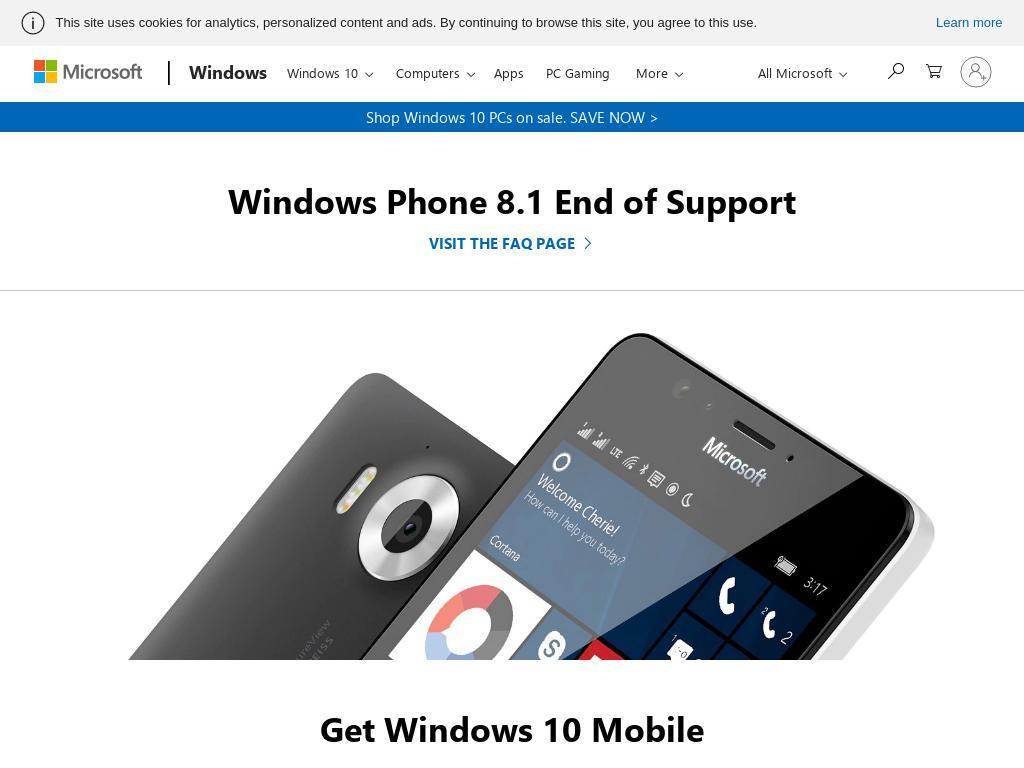 This site uses cookies for analytics, personalized content and ads. By continuing to browse this site, you agree to this use.
Learn more
Microsoft
Windows
Windows 10
Computers
Apps
PC Gaming
More
All Microsoft
Shop Windows 10 PCs on sale. SAVE NOW >
Windows Phone 8.1 End of Support
VISIT THE FAQ PAGE
Microsoft
LTE
3:17
Welcome Cherie!
How can I help you today?
Cortana
2
Get Windows 10 Mobile